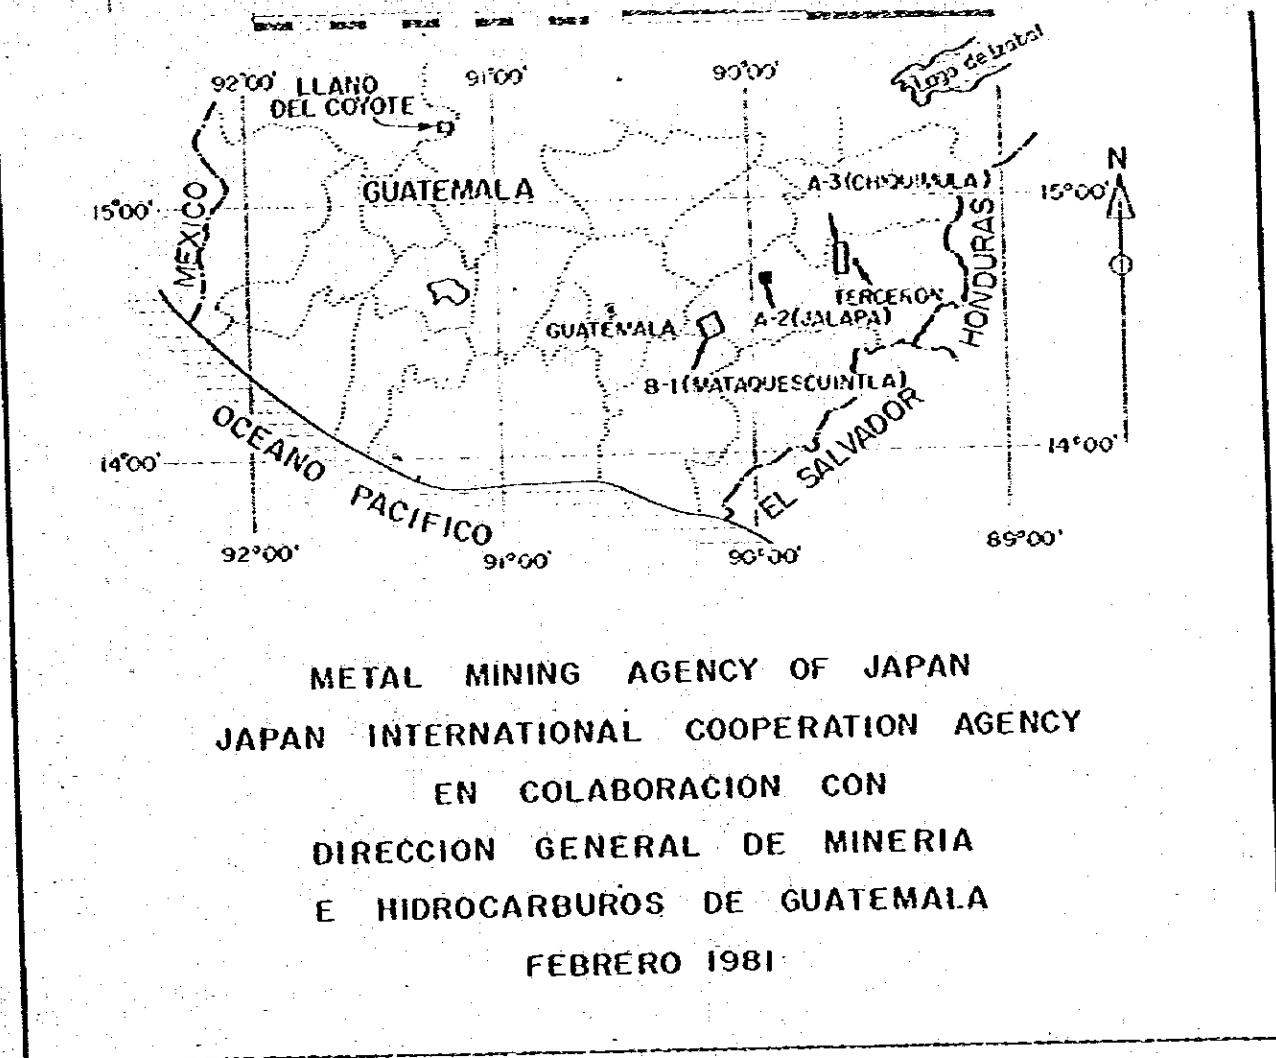 Lago de Izabal
92°00'
LLANO
DEL COYOTE
91°00'
90°00'
A-3(CHIQUIMULA)
N
GUATEMALA
15°00'
15°00'
MEXICO
HONDURAS
TERCERON
GUATEMALA
A-2(JALAPA)
B-1(MATAQUESCUINTLA)
OCEANO PACIFICO
EL SALVADOR
14°00'
14°00'
92°00'
91°00'
90°00'
89°00'
METAL MINING AGENCY OF JAPAN
JAPAN INTERNATIONAL COOPERATION AGENCY
EN COLABORACION CON
DIRECCION GENERAL DE MINERIA
E HIDROCARBUROS DE GUATEMALA
FEBRERO 1981